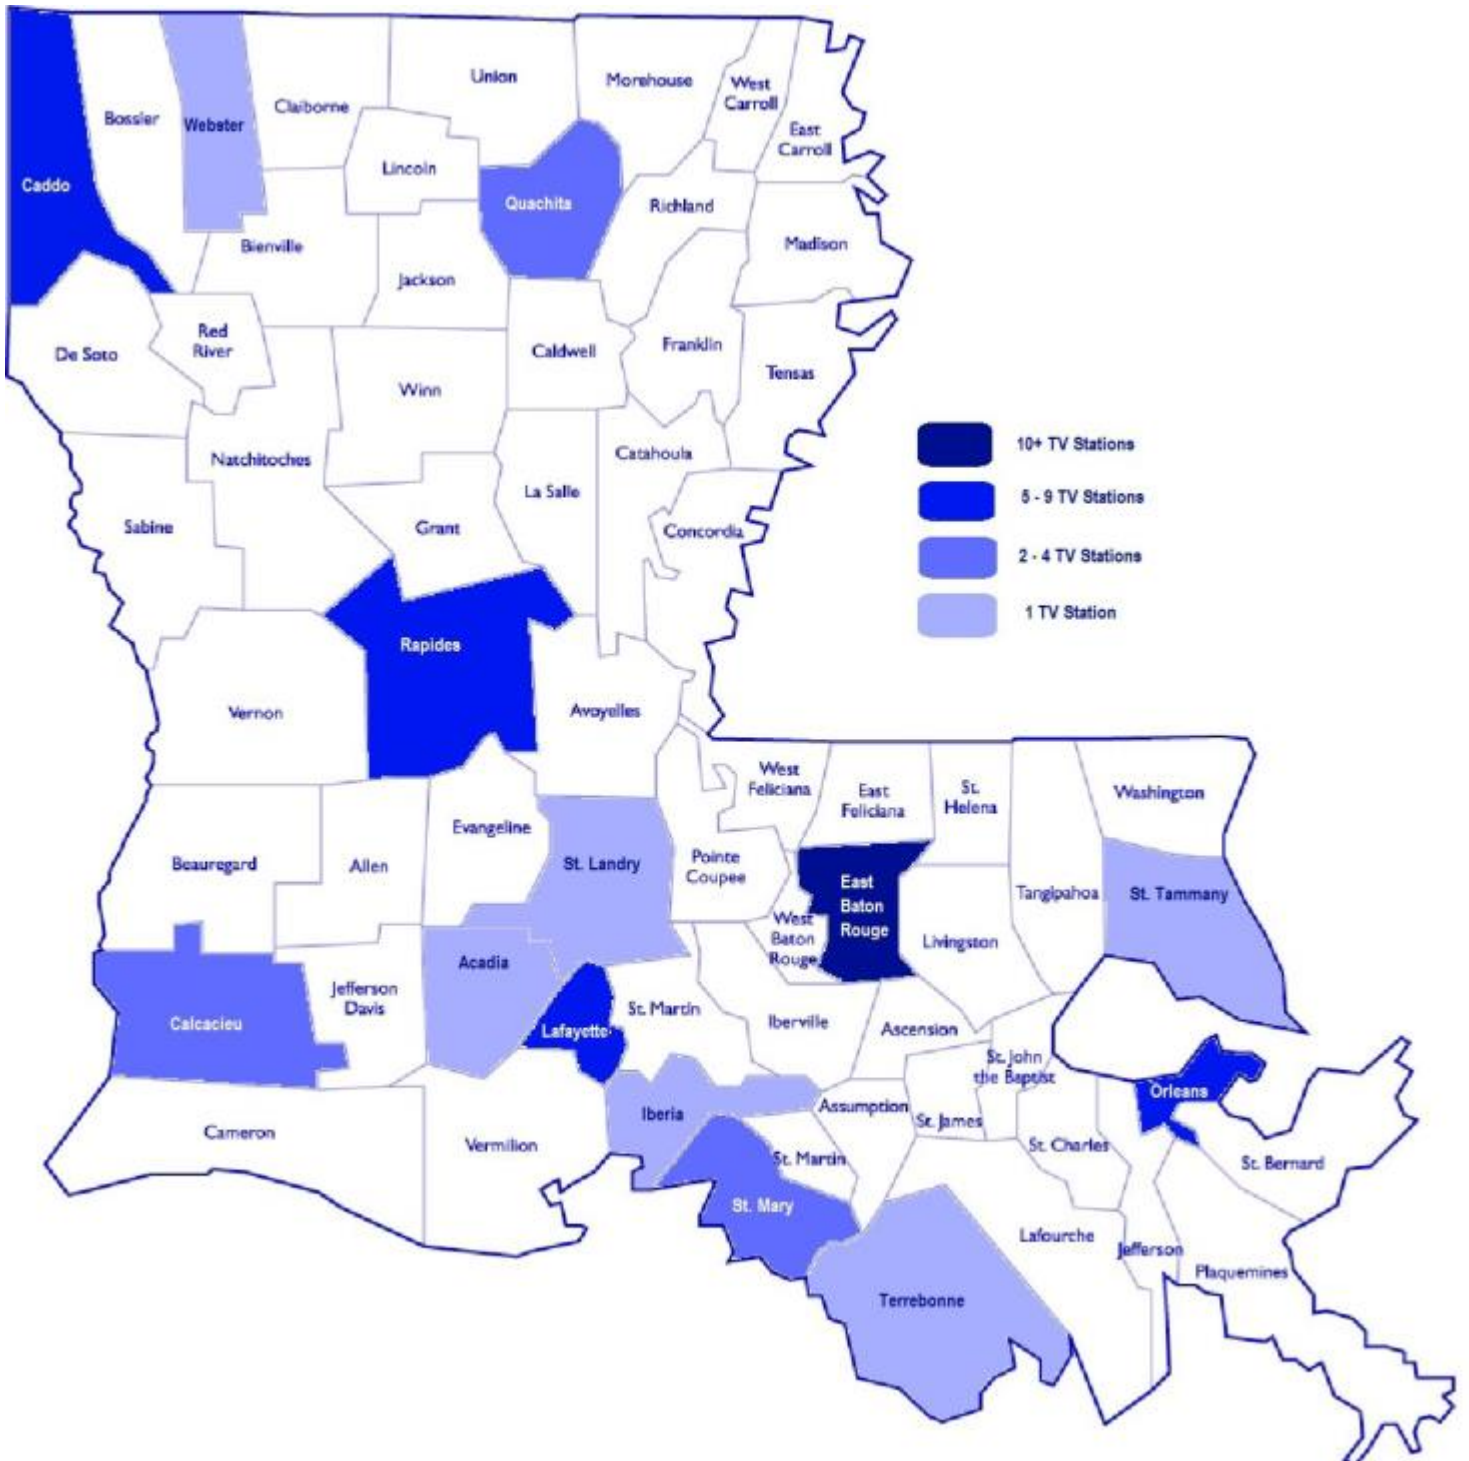 Union
Morehouse
West
Carroll
Claiborne
Bossier
Webster
East
Carroll
Lincoln
Caddo
Quachita
Richland
Bienville
Madison
Jackson
Red
River
De Soto
Caldwell
Franklin
Tensas
Winn
10+ TV Stations
Natchitoches
Catahoula
La Salle
5 - 9 TV Stations
Sabine
Grant
Concordia
2 - 4 TV Stations
1 TV Station
Rapides
Vernon
Avoyelles
West
Feliciana
East
Feliciana
St.
Helena
Washington
Evangeline
Beauregard
Allen
St. Landry
Pointe
Coupee
East
Baton
Rouge
Tangipahoa
St. Tammany
West
Baton
Rouge
Livingston
Acadia
Jefferson
Davis
Calcacieu
Lafayette
St. Martin
Iberville
Ascension
St. John
the Baptist
Orleans
Iberia
Assumption
St. James
Cameron
Vermilion
St. Martin
St. Charles
St. Bernard
St. Mary
Lafourche
Jefferson
Plaquemines
Terrebonne